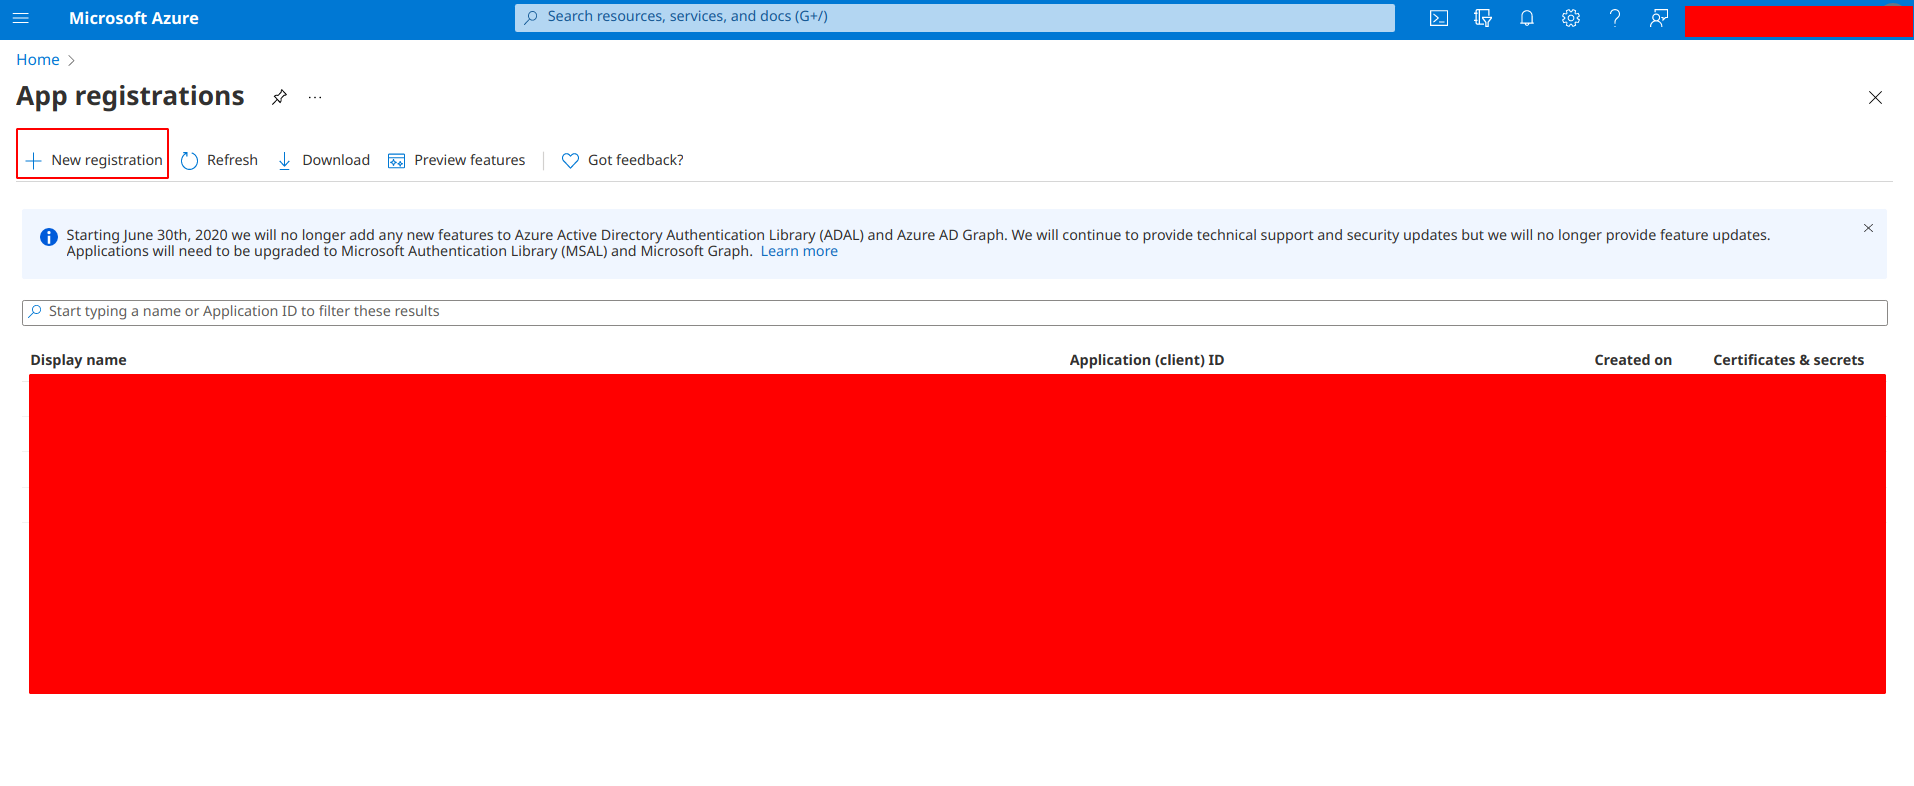 Microsoft Azure
Search resources, services, and docs (G+/)
Home
App registrations
New registration
Refresh
Download
Preview features
Got feedback?
Starting June 30th, 2020 we will no longer add any new features to Azure Active Directory Authentication Library (ADAL) and Azure AD Graph. We will continue to provide technical support and security updates but we will no longer provide feature updates.
Applications will need to be upgraded to Microsoft Authentication Library (MSAL) and Microsoft Graph. Learn more
Start typing a name or Application ID to filter these results
Display name
Application (client) ID
Created on
Certificates & secrets